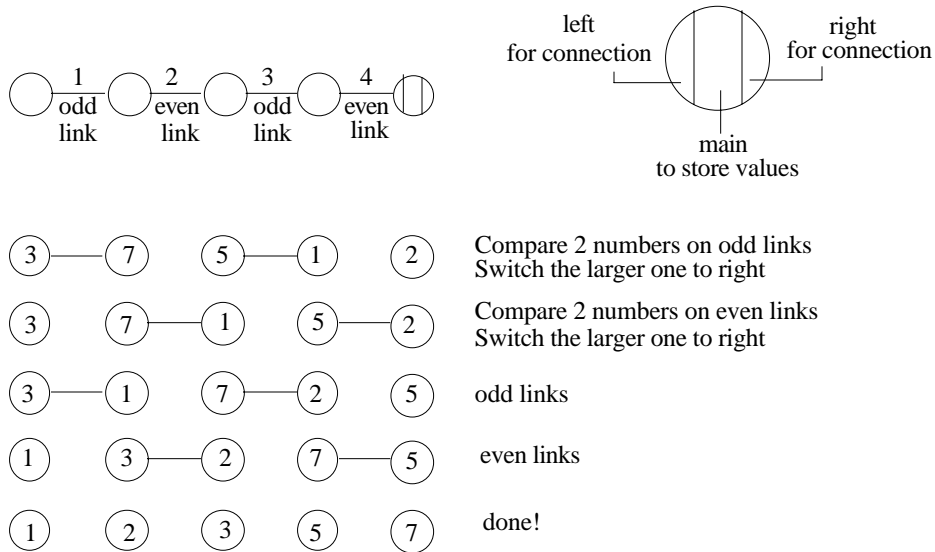 1 2 3 4
odd even odd even
link link link link
left
for connection
right
for connection
main
to store values
3 7 5 1 2
Compare 2 numbers on odd links
Switch the larger one to right
3 7 1 5 2
Compare 2 numbers on even links
Switch the larger one to right
3 1 7 2 5
odd links
1 3 2 7 5
even links
1 2 3 5 7
done!